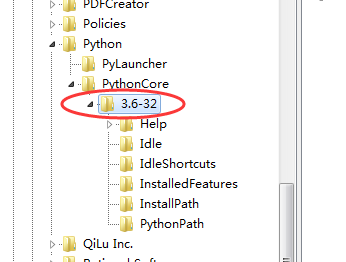 PDFCreator
Policies
Python
PyLauncher
PythonCore
3.6-32
Help
Idle
IdleShortcuts
InstalledFeatures
InstallPath
PythonPath
QiLu Inc.